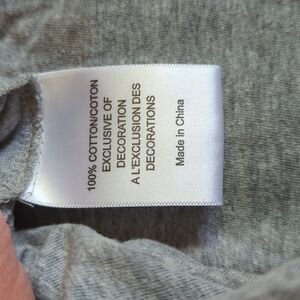 100% COTTON/COTON
EXCLUSIVE OF
DECORATION
A L'EXCLUSION DES
DECORATIONS
Made in China